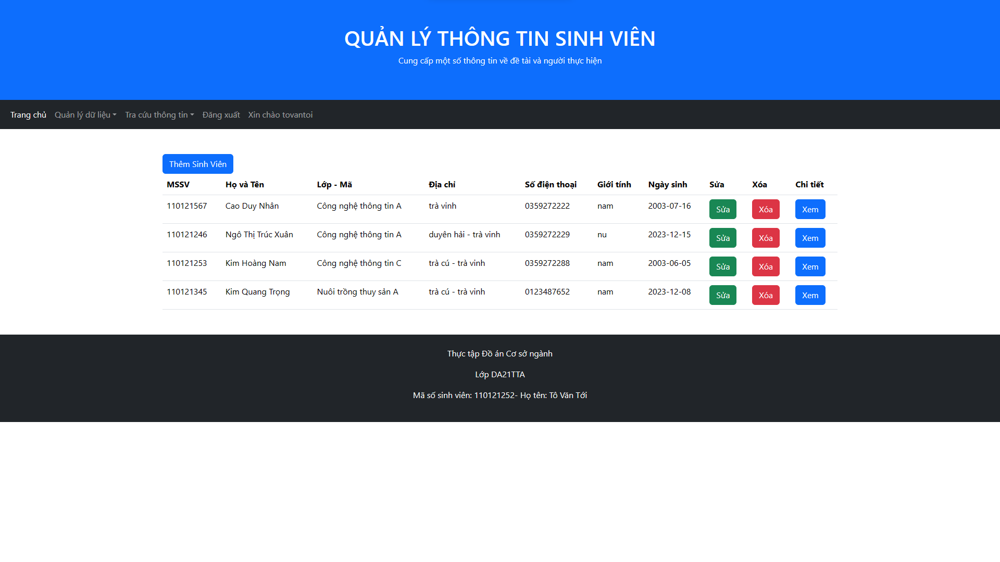 QUẢN LÝ THÔNG TIN SINH VIÊN
Cung cấp một số thông tin về đề tài và người thực hiện
Trang chủ Quản lý dữ liệu Tra cứu thông tin Đăng xuất Xin chào tovantoi
Thêm Sinh Viên
MSSV Họ và Tên Lớp - Mã Địa chỉ Số điện thoại Giới tính Ngày sinh Sửa Xóa Chi tiết
110121567 Cao Duy Nhân Công nghệ thông tin A trà vinh 0359272222 nam 2003-07-16 Sửa Xóa Xem
110121246 Ngô Thị Trúc Xuân Công nghệ thông tin A duyên hải - trà vinh 0359272229 nu 2023-12-15 Sửa Xóa Xem
110121253 Kim Hoàng Nam Công nghệ thông tin C trà cú - trà vinh 0359272288 nam 2003-06-05 Sửa Xóa Xem
110121345 Kim Quang Trọng Nuôi trồng thuy sản A trà cú - trà vinh 0123487652 nam 2023-12-08 Sửa Xóa Xem
Thực tập Đồ án Cơ sở ngành
Lớp DA21TTA
Mã số sinh viên: 110121252- Họ tên: Tô Văn Tới